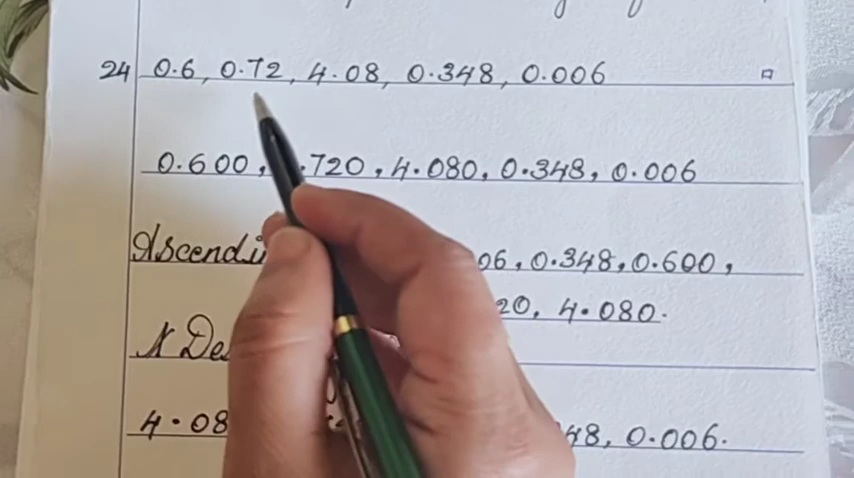 24 0.6, 0.72, 4.08, 0.348, 0.006
0.600, .720, 4.080, 0.348, 0.006
Ascendi 06, 0.348, 0.600,
20, 4.080.
De
4.08 48, 0.006.